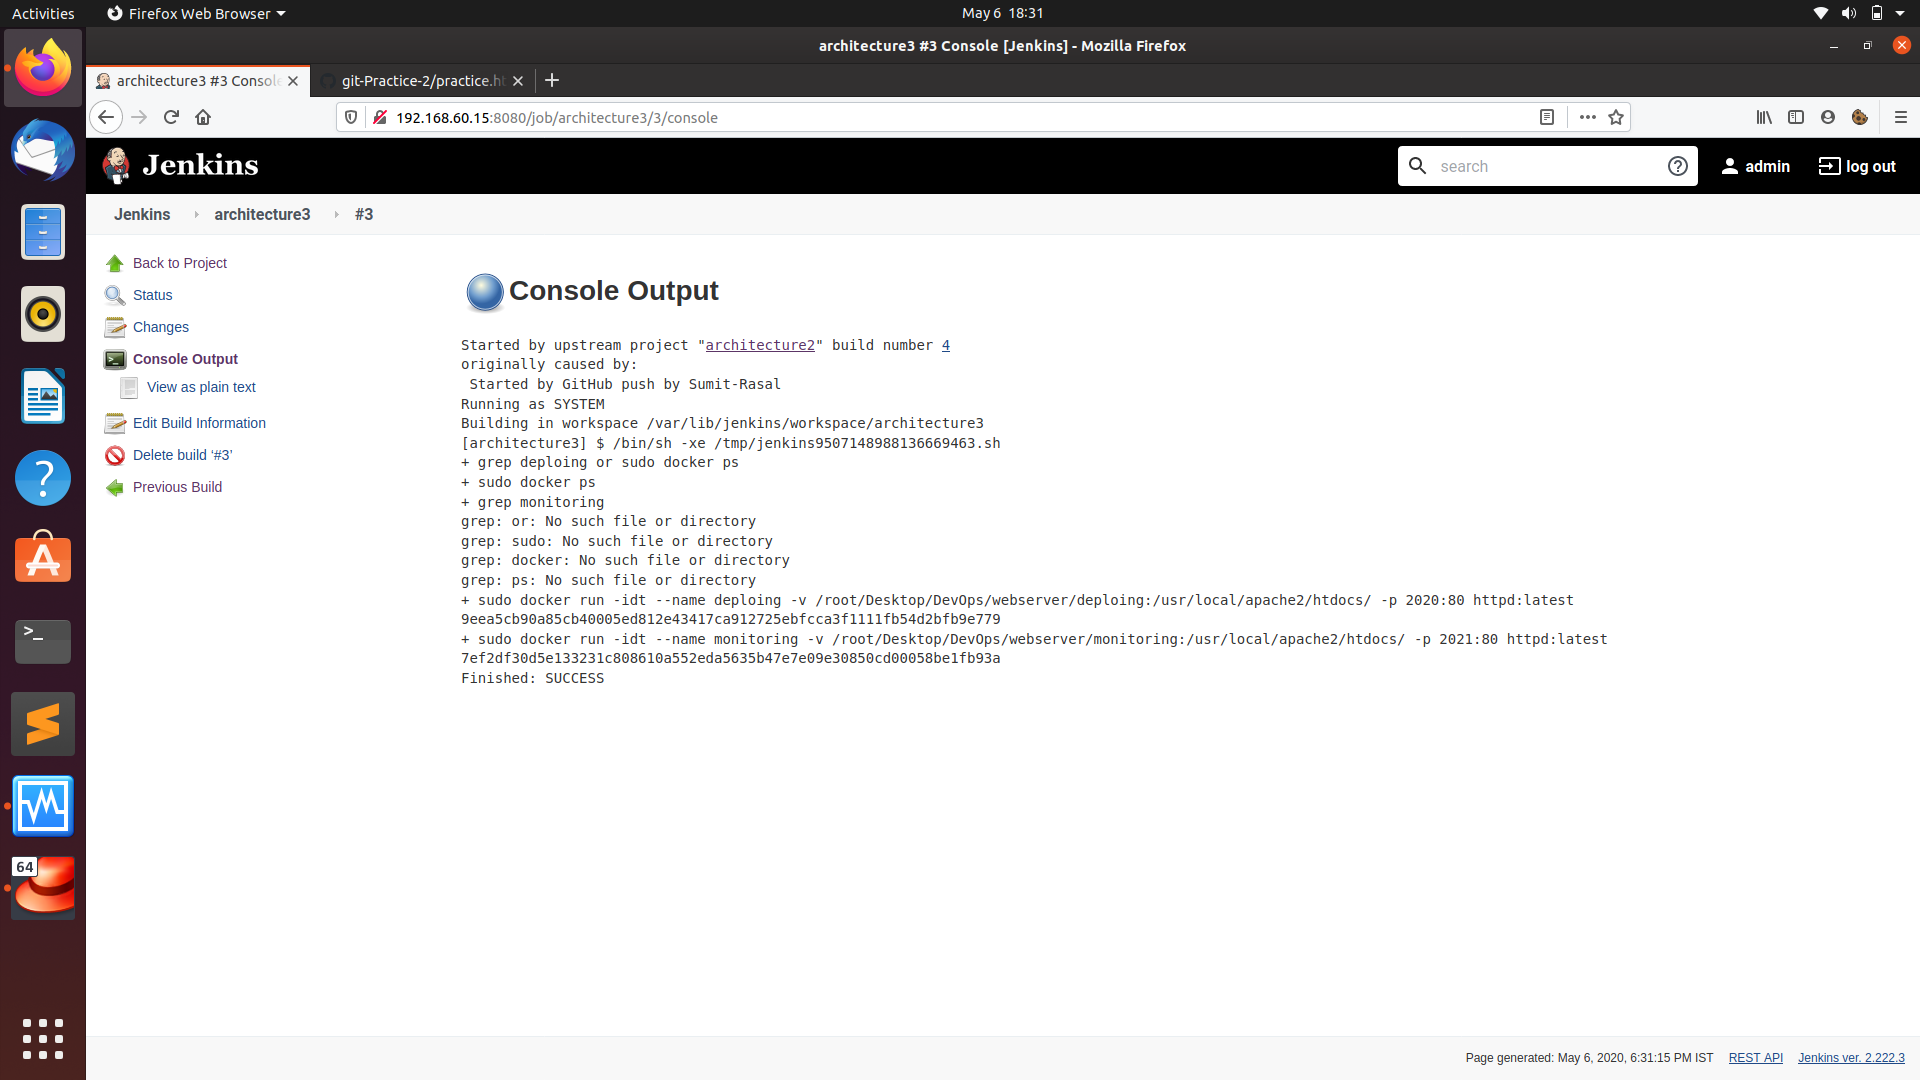 Activities
Firefox Web Browser
May 6 18:31
architecture3 #3 Console [Jenkins] - Mozilla Firefox
architecture3 #3 Console
git-Practice-2/practice.ht
192.168.60.15:8080/job/architecture3/3/console
Jenkins
search
admin
log out
Jenkins
architecture3
#3
Back to Project
Status
Changes
Console Output
View as plain text
Edit Build Information
Delete build ‘#3’
Previous Build
Console Output
Started by upstream project "architecture2" build number 4
originally caused by:
Started by GitHub push by Sumit-Rasal
Running as SYSTEM
Building in workspace /var/lib/jenkins/workspace/architecture3
[architecture3] $ /bin/sh -xe /tmp/jenkins9507148988136669463.sh
+ grep deploing or sudo docker ps
+ sudo docker ps
+ grep monitoring
grep: or: No such file or directory
grep: sudo: No such file or directory
grep: docker: No such file or directory
grep: ps: No such file or directory
+ sudo docker run -idt --name deploing -v /root/Desktop/DevOps/webserver/deploing:/usr/local/apache2/htdocs/ -p 2020:80 httpd:latest
9eea5cb90a85cb40005ed812e43417ca912725ebfcca3f1111fb54d2bfb9e779
+ sudo docker run -idt --name monitoring -v /root/Desktop/DevOps/webserver/monitoring:/usr/local/apache2/htdocs/ -p 2021:80 httpd:latest
7ef2df30d5e133231c808610a552eda5635b47e7e09e30850cd00058be1fb93a
Finished: SUCCESS
64
Page generated: May 6, 2020, 6:31:15 PM IST
REST API
Jenkins ver. 2.222.3